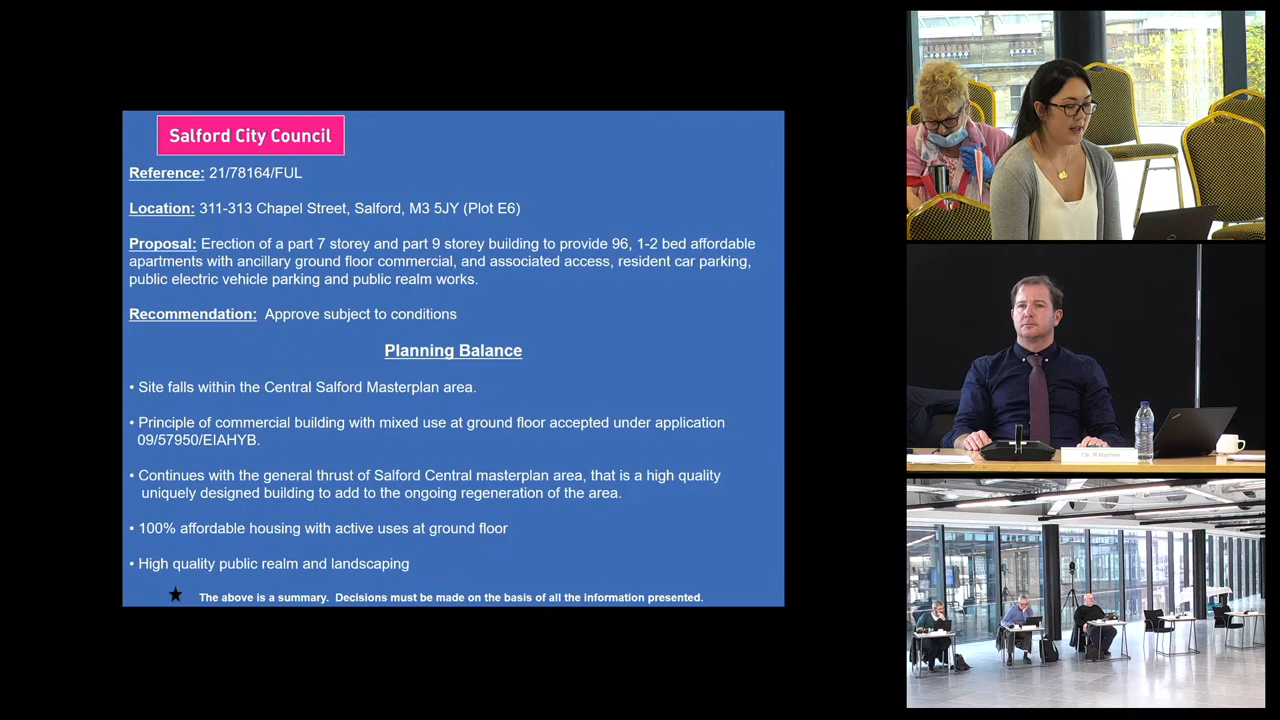 Salford City Council
Reference: 21/78164/FUL
Location: 311-313 Chapel Street, Salford, M3 5JY (Plot E6)
Proposal: Erection of a part 7 storey and part 9 storey building to provide 96, 1-2 bed affordable
apartments with ancillary ground floor commercial, and associated access, resident car parking,
public electric vehicle parking and public realm works.
Recommendation: Approve subject to conditions
Planning Balance
• Site falls within the Central Salford Masterplan area.
• Principle of commercial building with mixed use at ground floor accepted under application
09/57950/EIAHYB.
• Continues with the general thrust of Salford Central masterplan area, that is a high quality
uniquely designed building to add to the ongoing regeneration of the area.
• 100% affordable housing with active uses at ground floor
• High quality public realm and landscaping
★ The above is a summary. Decisions must be made on the basis of all the information presented.